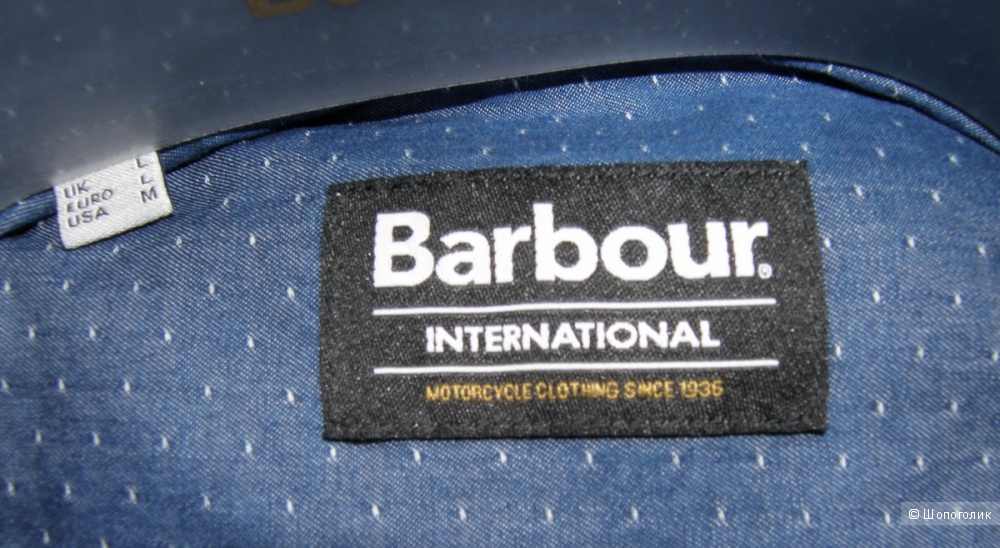 UK L
EURO L
USA M
Barbour®
INTERNATIONAL
MOTORCYCLE CLOTHING SINCE 1936
© Шопоголик